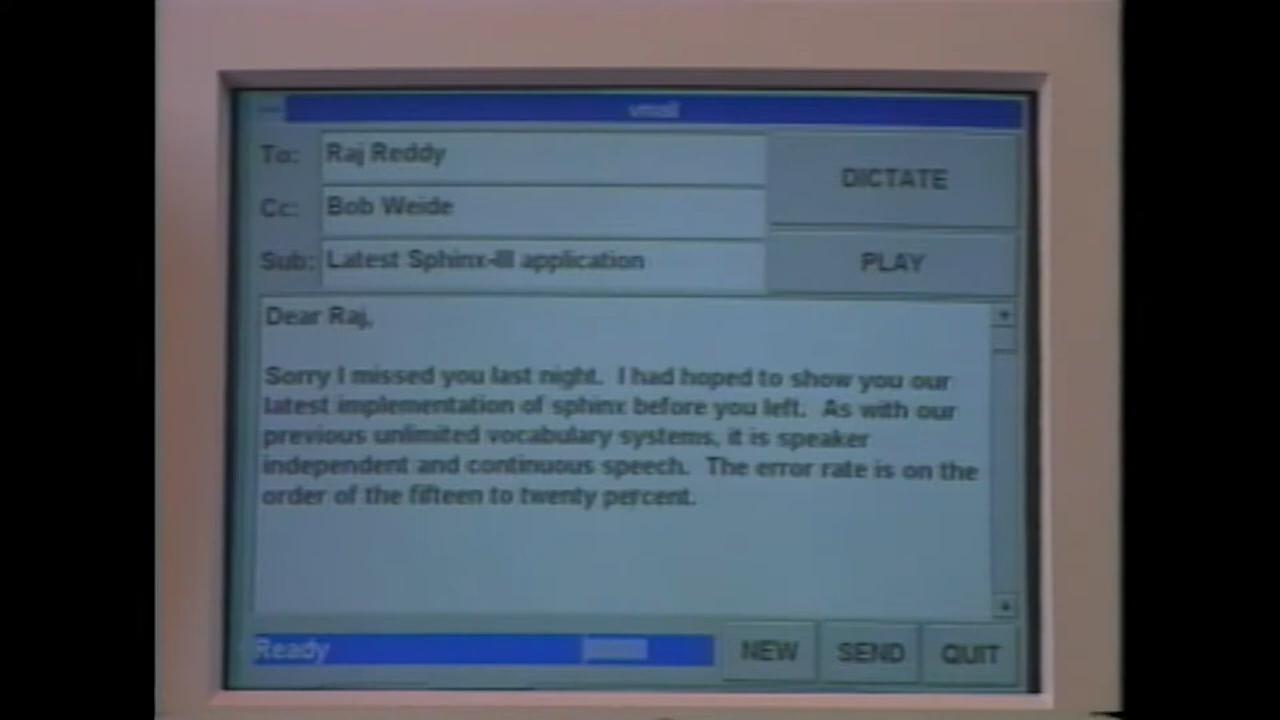 vmail
To: Raj Reddy
DICTATE
Cc: Bob Weide
Sub: Latest Sphinx-III application
PLAY
Dear Raj,
Sorry I missed you last night. I had hoped to show you our
latest implementation of sphinx before you left. As with our
previous unlimited vocabulary systems, it is speaker
independent and continuous speech. The error rate is on the
order of the fifteen to twenty percent.
Ready
NEW SEND QUIT